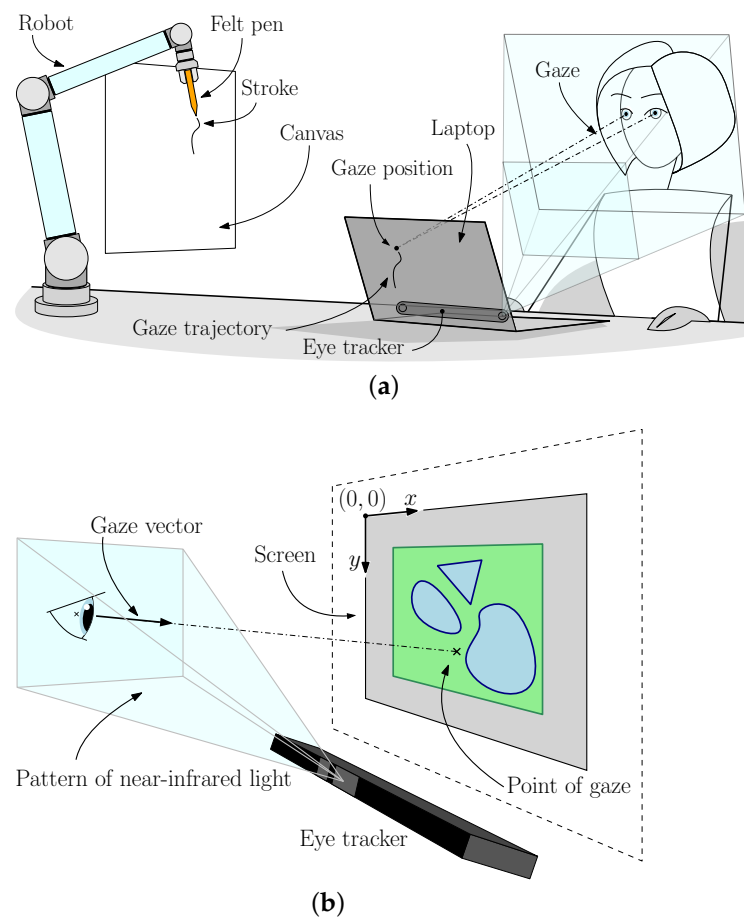 Robot
Felt pen
Stroke
Gaze
Canvas
Laptop
Gaze position
Gaze trajectory
Eye tracker
(a)
(0, 0)
x
Gaze vector
Screen
y
Pattern of near-infrared light
Point of gaze
Eye tracker
(b)